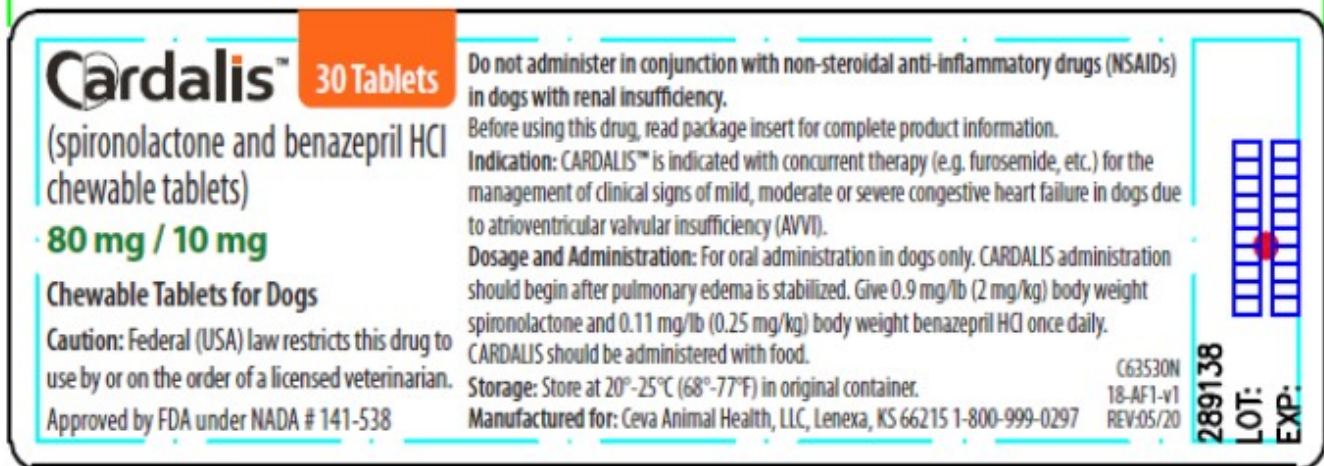 Cardalis™
30 Tablets
(spironolactone and benazepril HCl
chewable tablets)
80 mg / 10 mg
Chewable Tablets for Dogs
Caution: Federal (USA) law restricts this drug to
use by or on the order of a licensed veterinarian.
Approved by FDA under NADA # 141-538
Do not administer in conjunction with non-steroidal anti-inflammatory drugs (NSAIDs)
in dogs with renal insufficiency.
Before using this drug, read package insert for complete product information.
Indication: CARDALIS™ is indicated with concurrent therapy (e.g. furosemide, etc.) for the
management of clinical signs of mild, moderate or severe congestive heart failure in dogs due
to atrioventricular valvular insufficiency (AVVI).
Dosage and Administration: For oral administration in dogs only. CARDALIS administration
should begin after pulmonary edema is stabilized. Give 0.9 mg/lb (2 mg/kg) body weight
spironolactone and 0.11 mg/lb (0.25 mg/kg) body weight benazepril HCl once daily.
CARDALIS should be administered with food.
Storage: Store at 20°-25°C (68°-77°F) in original container.
Manufactured for: Ceva Animal Health, LLC, Lenexa, KS 66215 1-800-999-0297
C63530N
18-AF1-v1
REV:05/20
289138
LOT:
EXP: